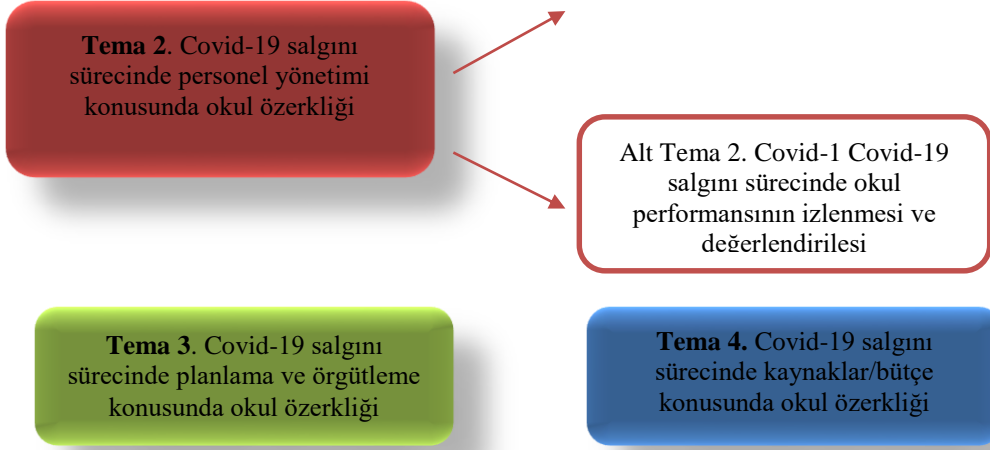 Tema 2. Covid-19 salgını
sürecinde personel yönetimi
konusunda okul özerkliği
Alt Tema 2. Covid-1 Covid-19
salgını sürecinde okul
performansının izlenmesi ve
değerlendirilesi
Tema 3. Covid-19 salgını
sürecinde planlama ve örgütleme
konusunda okul özerkliği
Tema 4. Covid-19 salgını
sürecinde kaynaklar/bütçe
konusunda okul özerkliği